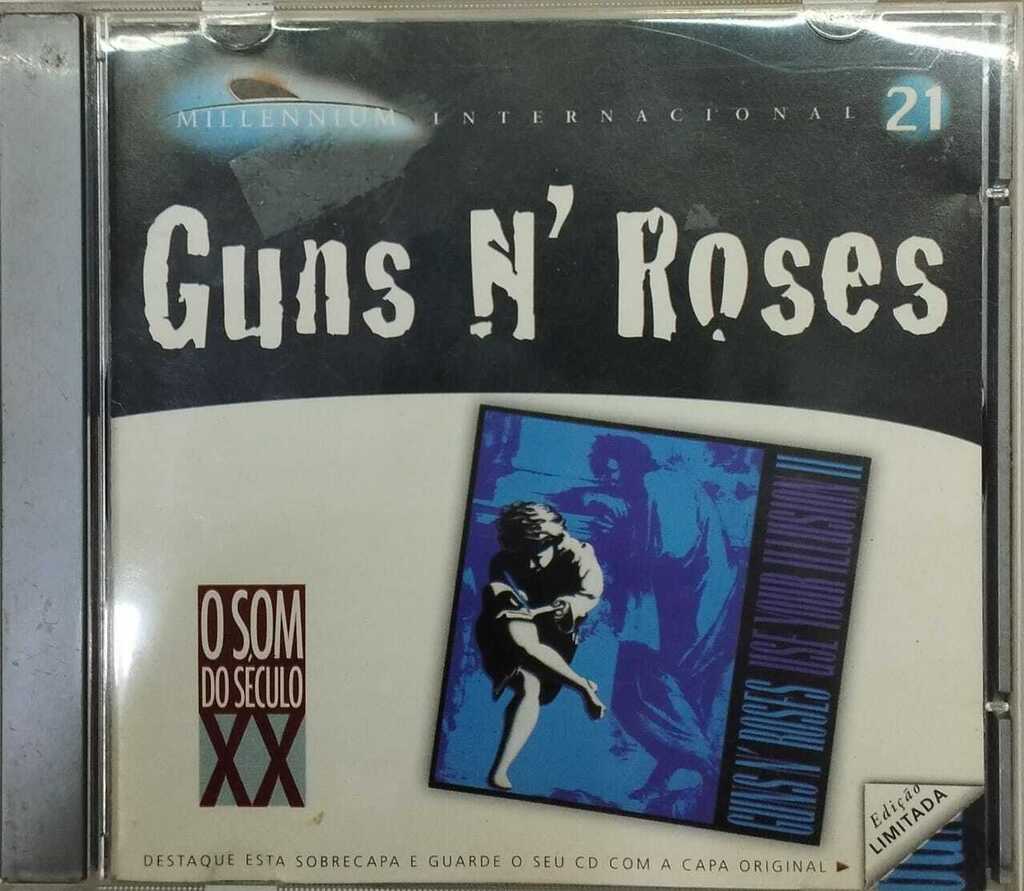 MILLENNIUM INTERNACIONAL 21
GUNS N' ROSES
GUNS N' ROSES USE YOUR ILLUSION II
O SOM
DO SÉCULO
XX
Edição
LIMITADA
DESTAQUE ESTA SOBRECAPA E GUARDE O SEU CD COM A CAPA ORIGINAL